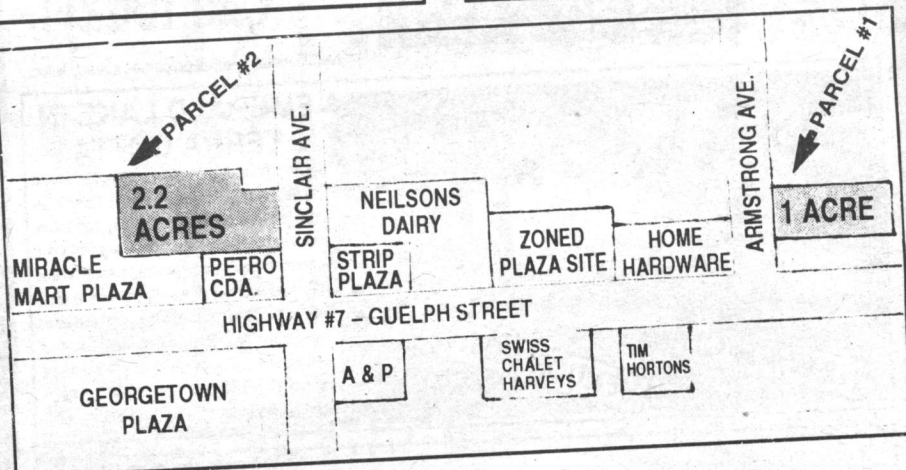 PARCEL #2
PARCEL #1
SINCLAIR AVE.
ARMSTRONG AVE.
2.2
ACRES
NEILSONS
DAIRY
1 ACRE
ZONED
PLAZA SITE
HOME
HARDWARE
MIRACLE
MART PLAZA
PETRO
CDA.
STRIP
PLAZA
HIGHWAY #7 - GUELPH STREET
GEORGETOWN
PLAZA
A & P
SWISS
CHALET
HARVEYS
TIM
HORTONS